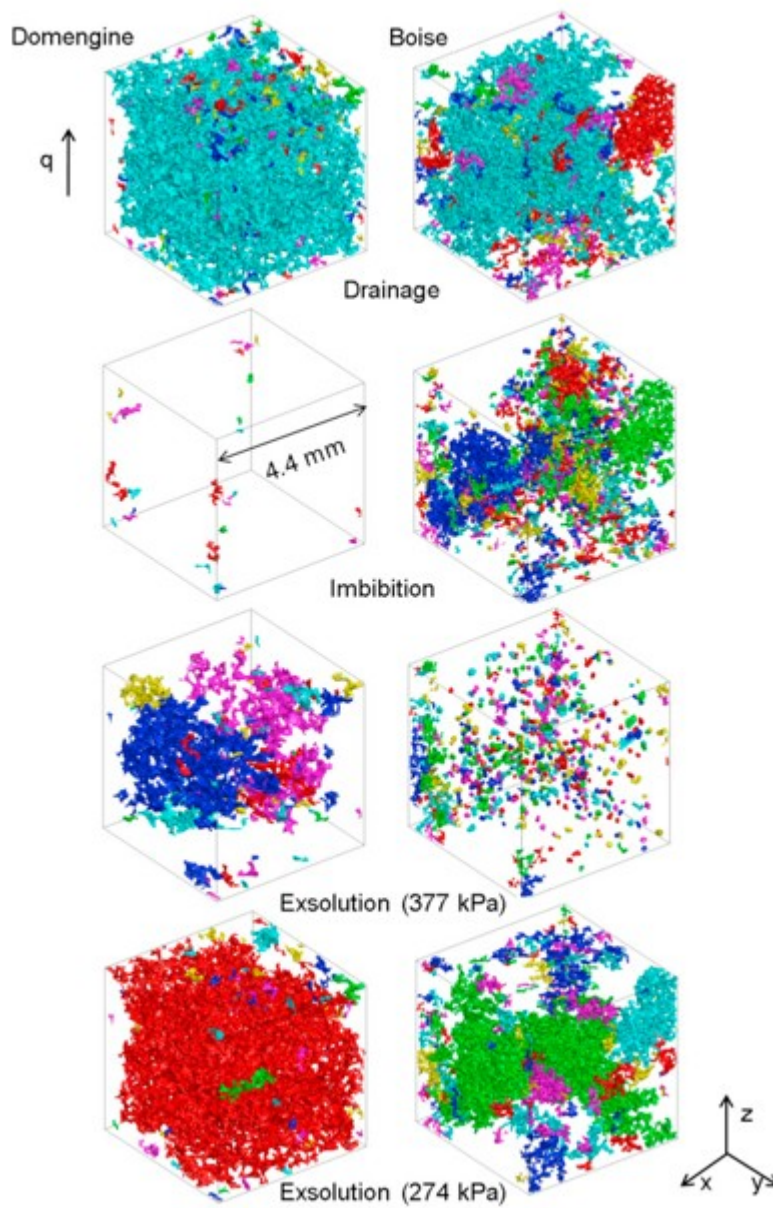 Domengine
Boise
q
Drainage
4.4 mm
Imbibition
Exsolution (377 kPa)
Exsolution (274 kPa)
z
x
y